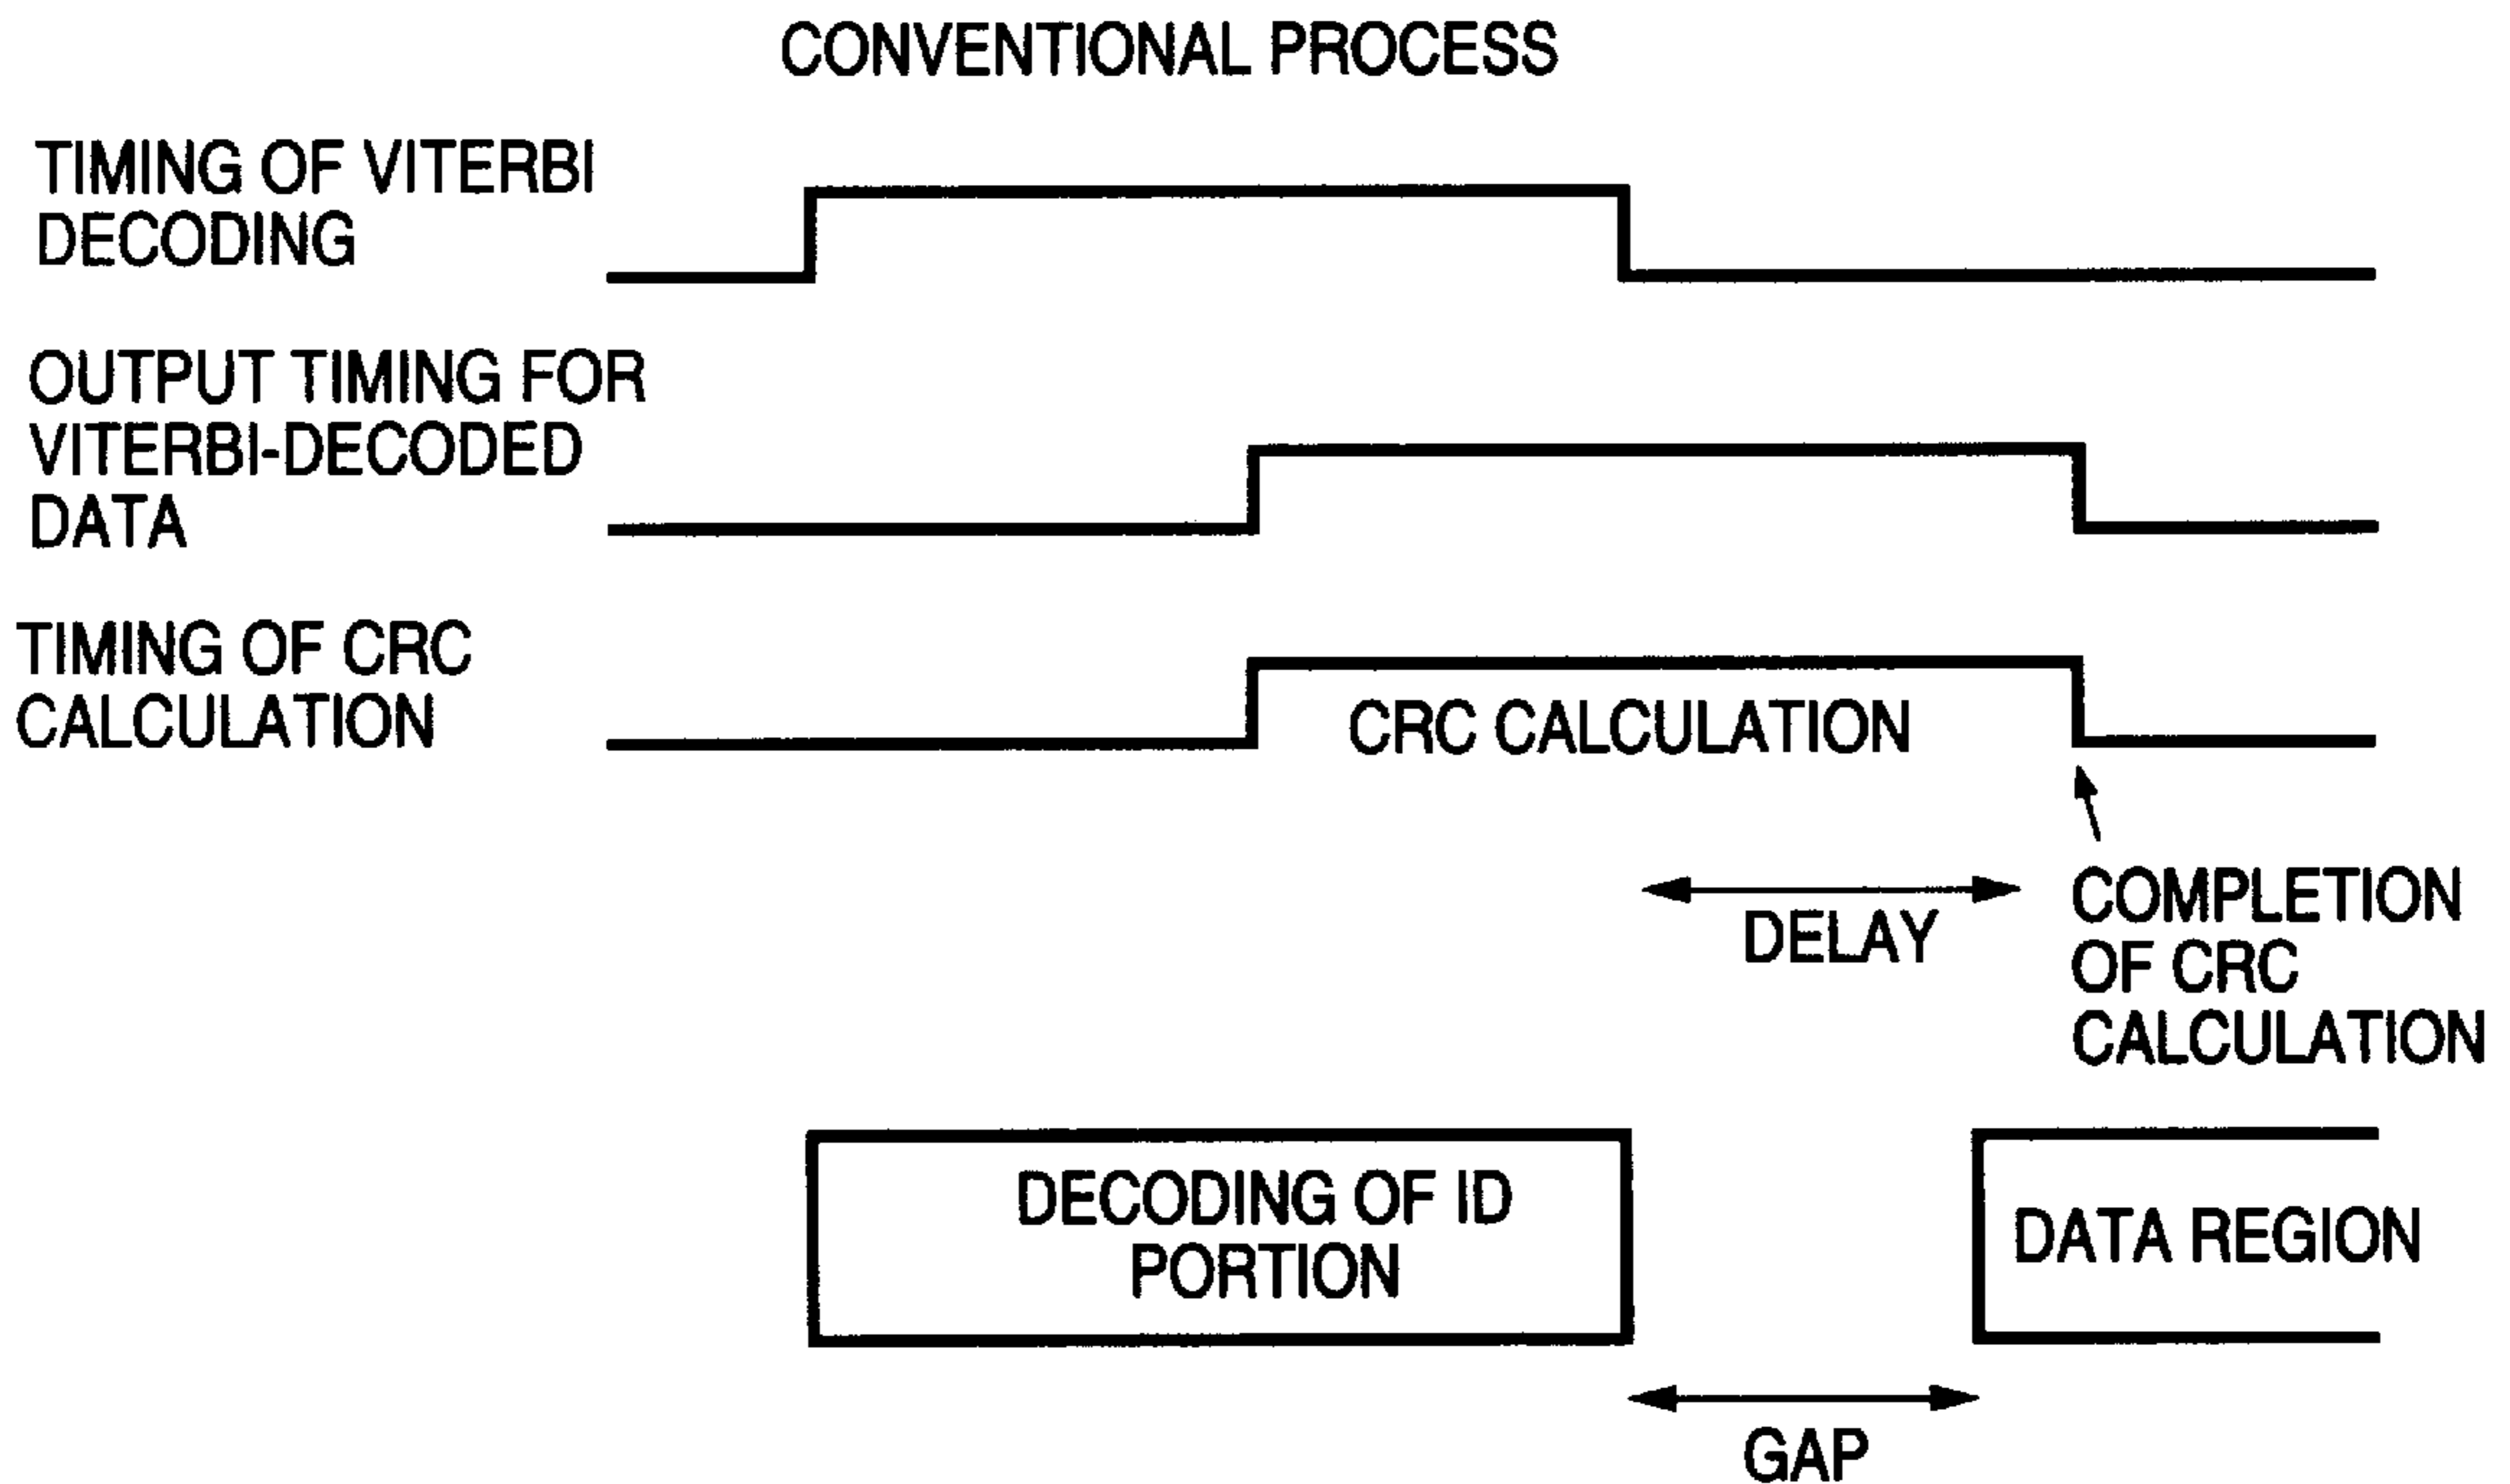 CONVENTIONAL PROCESS
TIMING OF VITERBI
DECODING
OUTPUT TIMING FOR
VITERBI-DECODED
DATA
TIMING OF CRC
CALCULATION
CRC CALCULATION
DELAY
COMPLETION
OF CRC
CALCULATION
DECODING OF ID
PORTION
DATA REGION
GAP